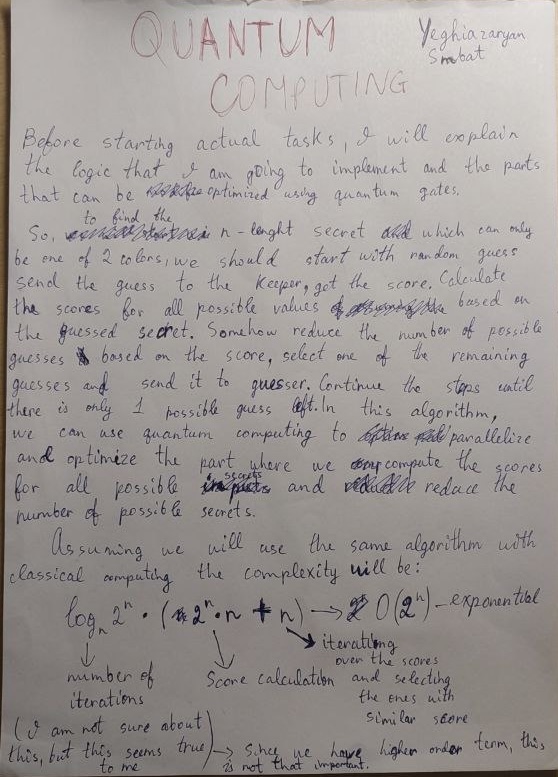 QUANTUM
COMPUTING
Yeghiazaryan
Smbat
Before starting actual tasks, I will explain
the logic that I am going to implement and the parts
that can be optimized using quantum gates.
So, to find the n-lenght secret which can only
be one of 2 colors, we should start with random guess
send the guess to the Keeper, got the score. Calculate
the scores for all possible values based on
the guessed secret. Somehow reduce the number of possible
guesses based on the score, select one of the remaining
guesses and send it to guesser. Continue the steps until
there is only 1 possible guess left. In this algorithm,
we can use quantum computing to parallelize
and optimize the part where we compute the scores
for all possible secrets and reduce the
number of possible secrets.
Assuming we will use the same algorithm with
classical computing the complexity will be:
logₙ 2ⁿ · (2ⁿ · n + n) → O(2ⁿ) – exponential
number of
iterations
Score calculation
iterating
over the scores
and selecting
the ones with
similar score
(I am not sure about
this, but this seems true
to me) → Since we have higher order term, this
is not that important.